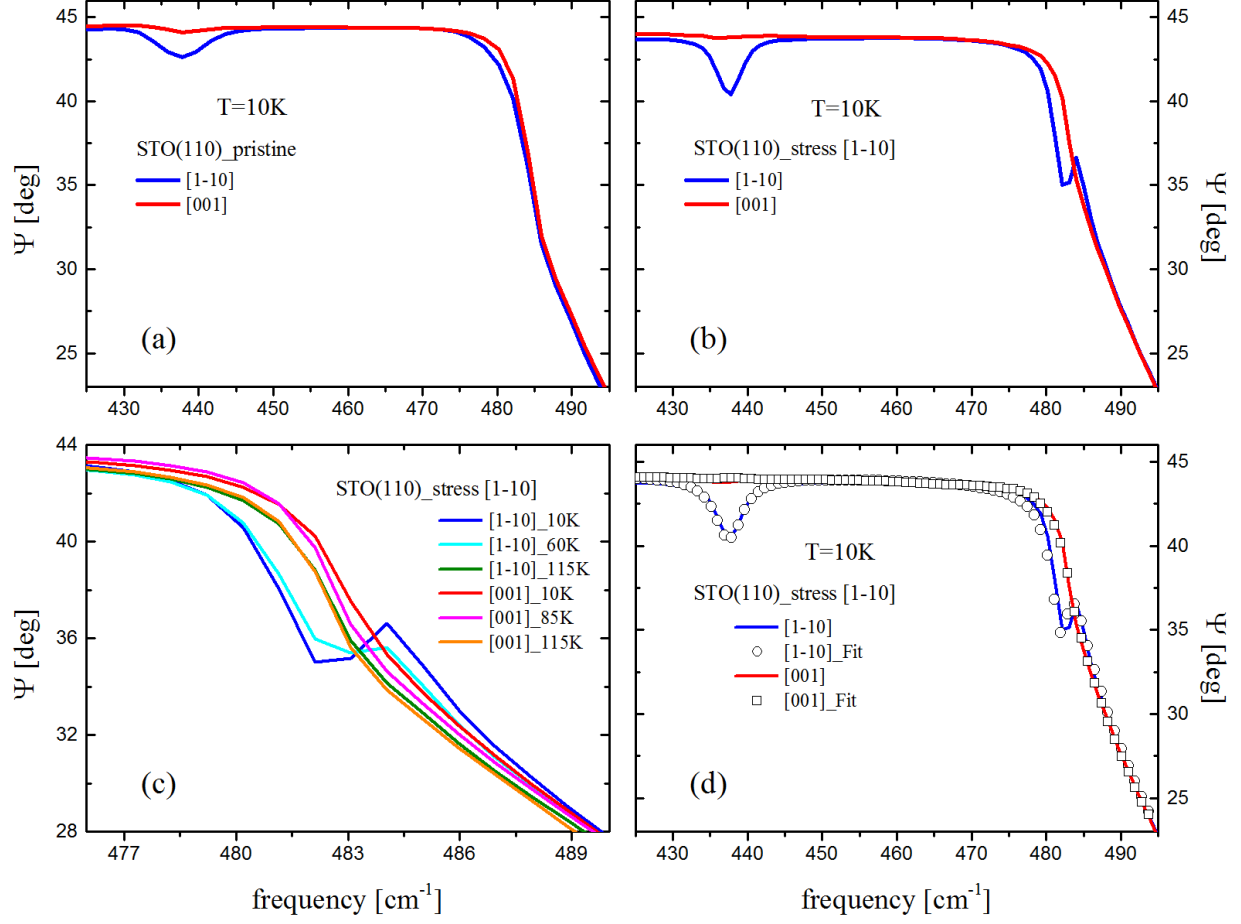 45
40
35
30
25
Ψ [deg]
T=10K
STO(110)_pristine
[1-10]
[001]
(a)
430 440 450 460 470 480 490
T=10K
STO(110)_stress [1-10]
[1-10]
[001]
(b)
45
40
35
30
25
Ψ [deg]
430 440 450 460 470 480 490
44
40
36
32
28
Ψ [deg]
STO(110)_stress [1-10]
[1-10]_10K
[1-10]_60K
[1-10]_115K
[001]_10K
[001]_85K
[001]_115K
(c)
477 480 483 486 489
frequency [cm-1]
T=10K
STO(110)_stress [1-10]
[1-10]
[1-10]_Fit
[001]
[001]_Fit
(d)
45
40
35
30
25
Ψ [deg]
430 440 450 460 470 480 490
frequency [cm-1]